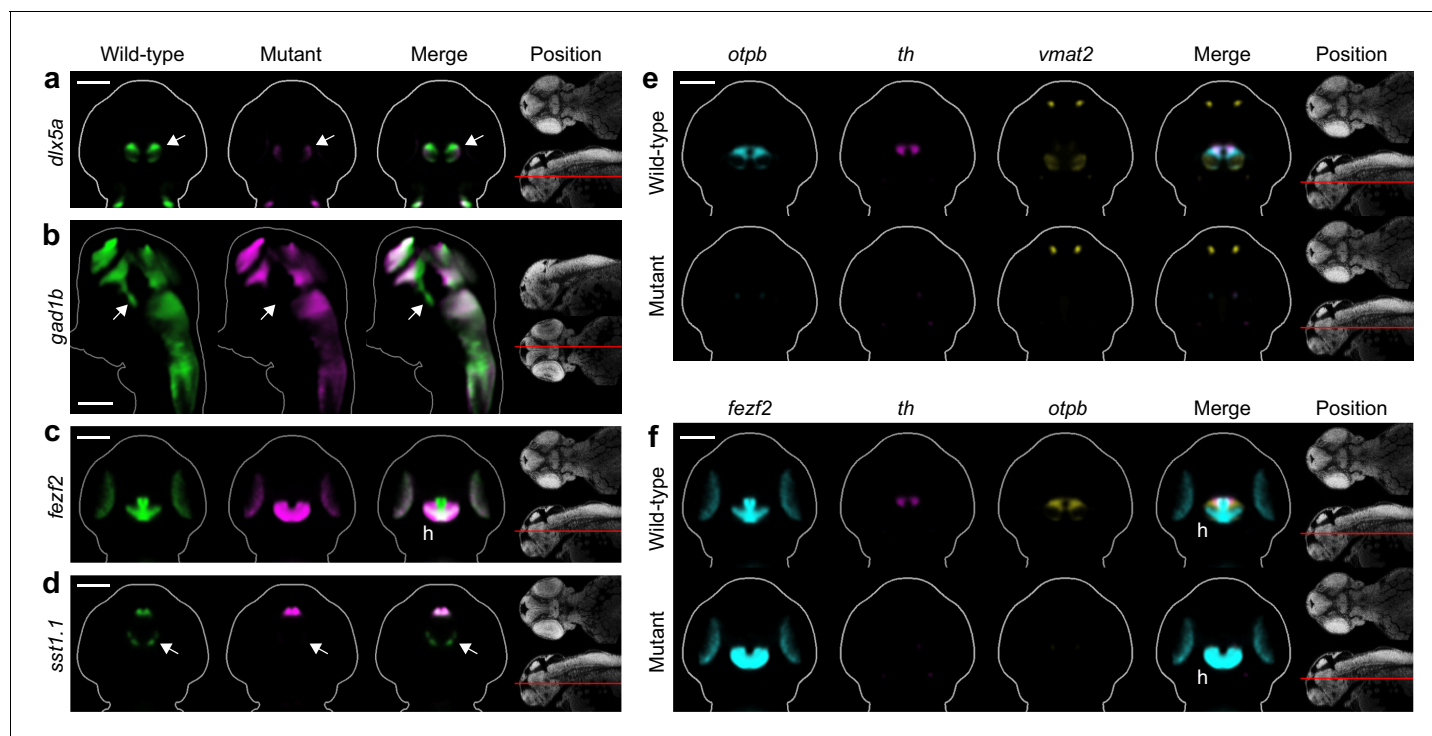 Wild-type Mutant Merge Position
a
dlx5a
b
gad1b
c
fezf2
h
d
sst1.1
otpb th vmat2 Merge Position
e
Wild-type
Mutant
fezf2 th otpb Merge Position
f
Wild-type
h
Mutant
h